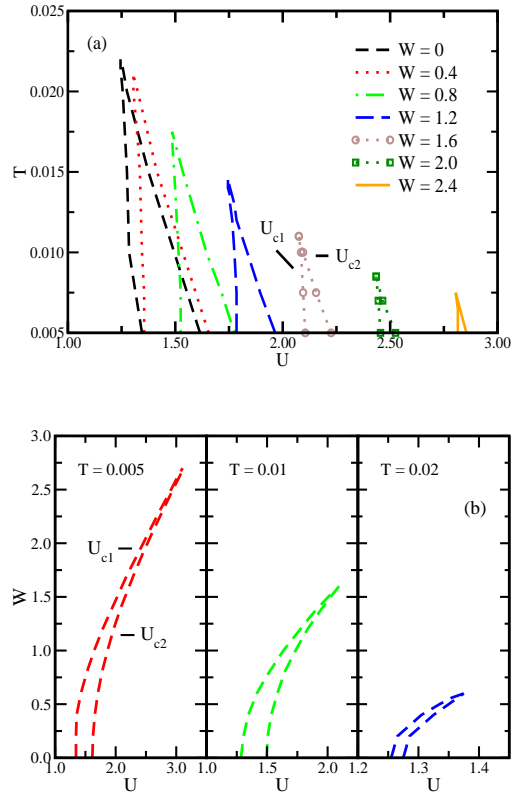 0.025
(a)
W = 0
W = 0.4
0.020
W = 0.8
W = 1.2
W = 1.6
T
0.015
W = 2.0
W = 2.4
U_c1
0.010
U_c2
0.005
1.00 1.50 2.00 2.50 3.00
U
3.0
T = 0.005 T = 0.01 T = 0.02
2.5
(b)
2.0
U_c1
W
1.5
U_c2
1.0
0.5
0.0
1.0 2.0 3.0 1.0 1.5 2.0 1.2 1.3 1.4
U U U